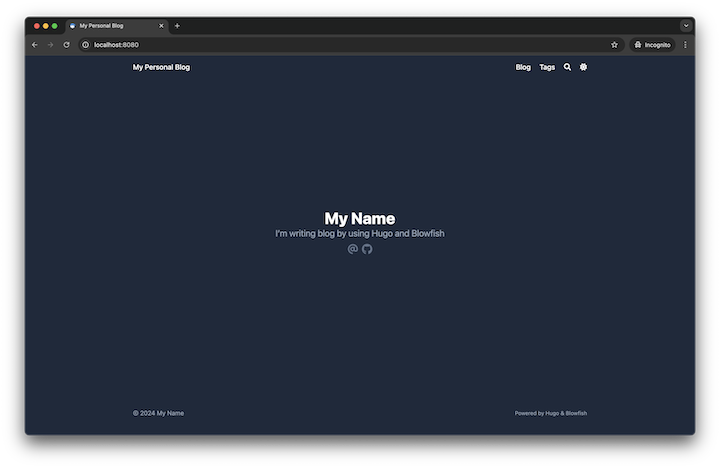 My Personal Blog
localhost:8080
Incognito
My Personal Blog
Blog Tags
My Name
I'm writing blog by using Hugo and Blowfish
© 2024 My Name
Powered by Hugo & Blowfish